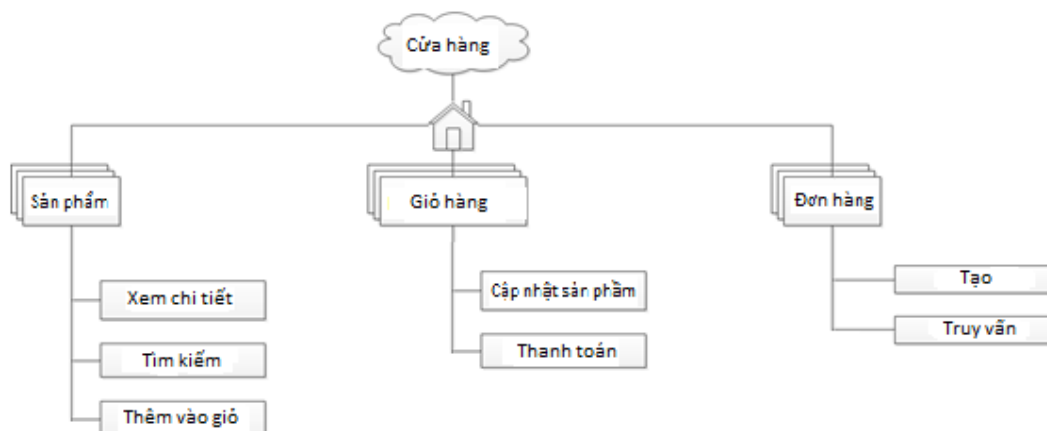 Cửa hàng
Sản phẩm
Giỏ hàng
Đơn hàng
Xem chi tiết
Tìm kiếm
Thêm vào giỏ
Cập nhật sản phầm
Thanh toán
Tạo
Truy vấn